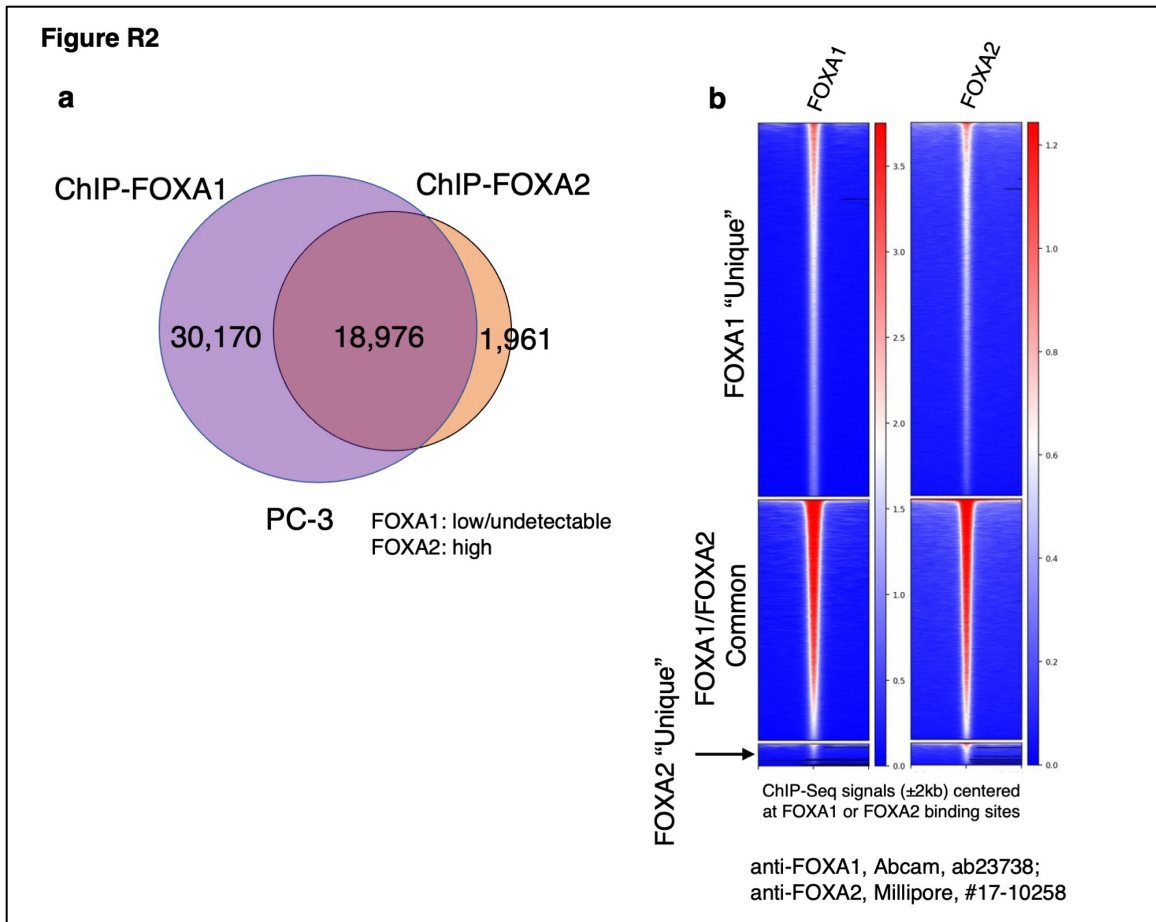 Figure R2
a
ChIP-FOXA1
ChIP-FOXA2
30,170
18,976
1,961
PC-3
FOXA1: low/undetectable
FOXA2: high
b
FOXA1
FOXA2
FOXA1 “Unique”
FOXA1/FOXA2
Common
FOXA2 “Unique”
3.5
3.0
2.5
2.0
1.5
1.0
0.5
0.0
1.2
1.0
0.8
0.6
0.4
0.2
0.0
ChIP-Seq signals (±2kb) centered
at FOXA1 or FOXA2 binding sites
anti-FOXA1, Abcam, ab23738;
anti-FOXA2, Millipore, #17-10258